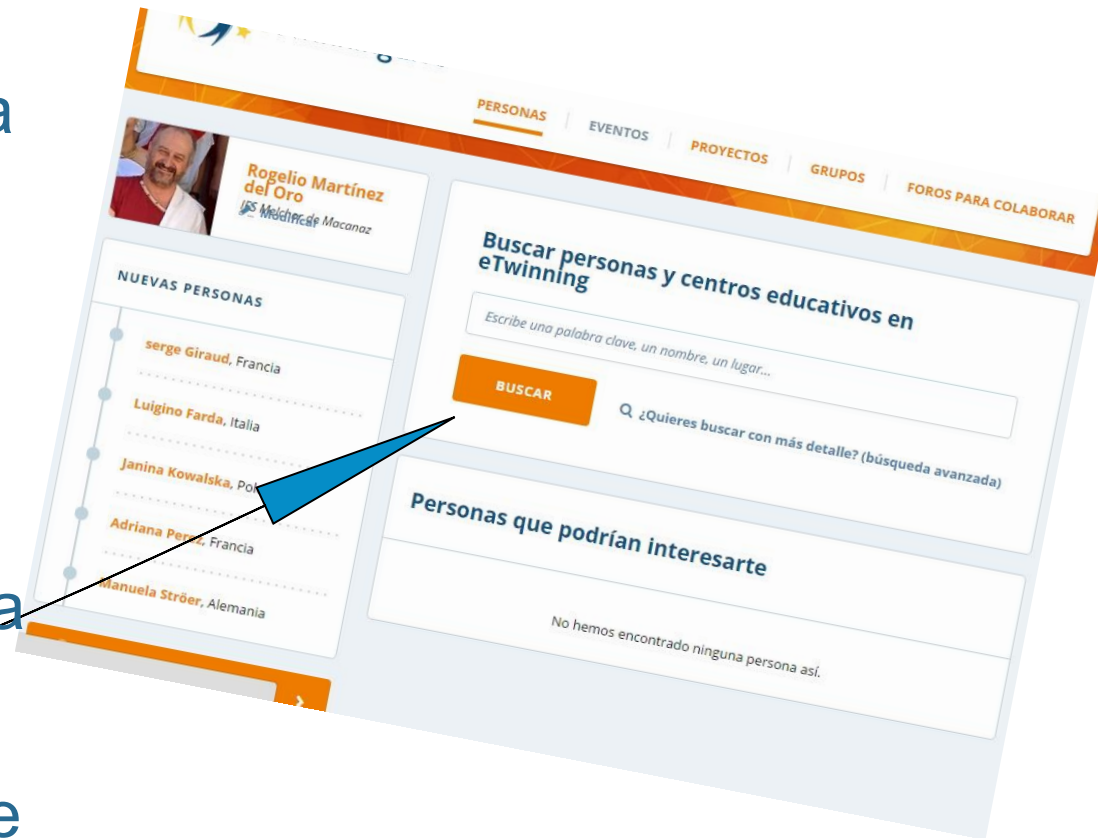 a
PERSONAS
EVENTOS
PROYECTOS
GRUPOS
FOROS PARA COLABORAR
Rogelio Martínez
del Oro
IES Melchor de Macanaz
Modificar
NUEVAS PERSONAS
serge Giraud, Francia
Luigino Farda, Italia
Janina Kowalska,
Adriana Perez, Francia
Manuela Ströer, Alemania
Buscar personas y centros educativos en
eTwinning
Escribe una palabra clave, un nombre, un lugar...
BUSCAR
¿Quieres buscar con más detalle? (búsqueda avanzada)
Personas que podrían interesarte
No hemos encontrado ninguna persona así.
a
e